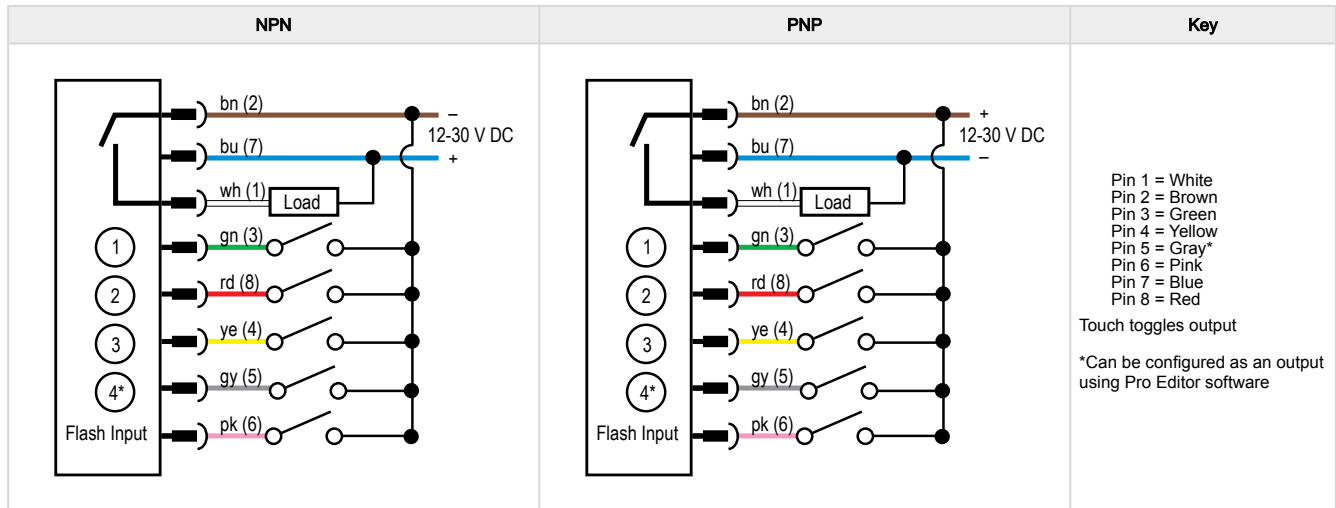 NPN
PNP
Key
bn (2)
–
12-30 V DC
bu (7)
+
wh (1)
Load
1
gn (3)
2
rd (8)
3
ye (4)
4*
gy (5)
Flash Input
pk (6)
bn (2)
+
12-30 V DC
bu (7)
–
wh (1)
Load
1
gn (3)
2
rd (8)
3
ye (4)
4*
gy (5)
Flash Input
pk (6)
Pin 1 = White
Pin 2 = Brown
Pin 3 = Green
Pin 4 = Yellow
Pin 5 = Gray*
Pin 6 = Pink
Pin 7 = Blue
Pin 8 = Red
Touch toggles output
*Can be configured as an output
using Pro Editor software